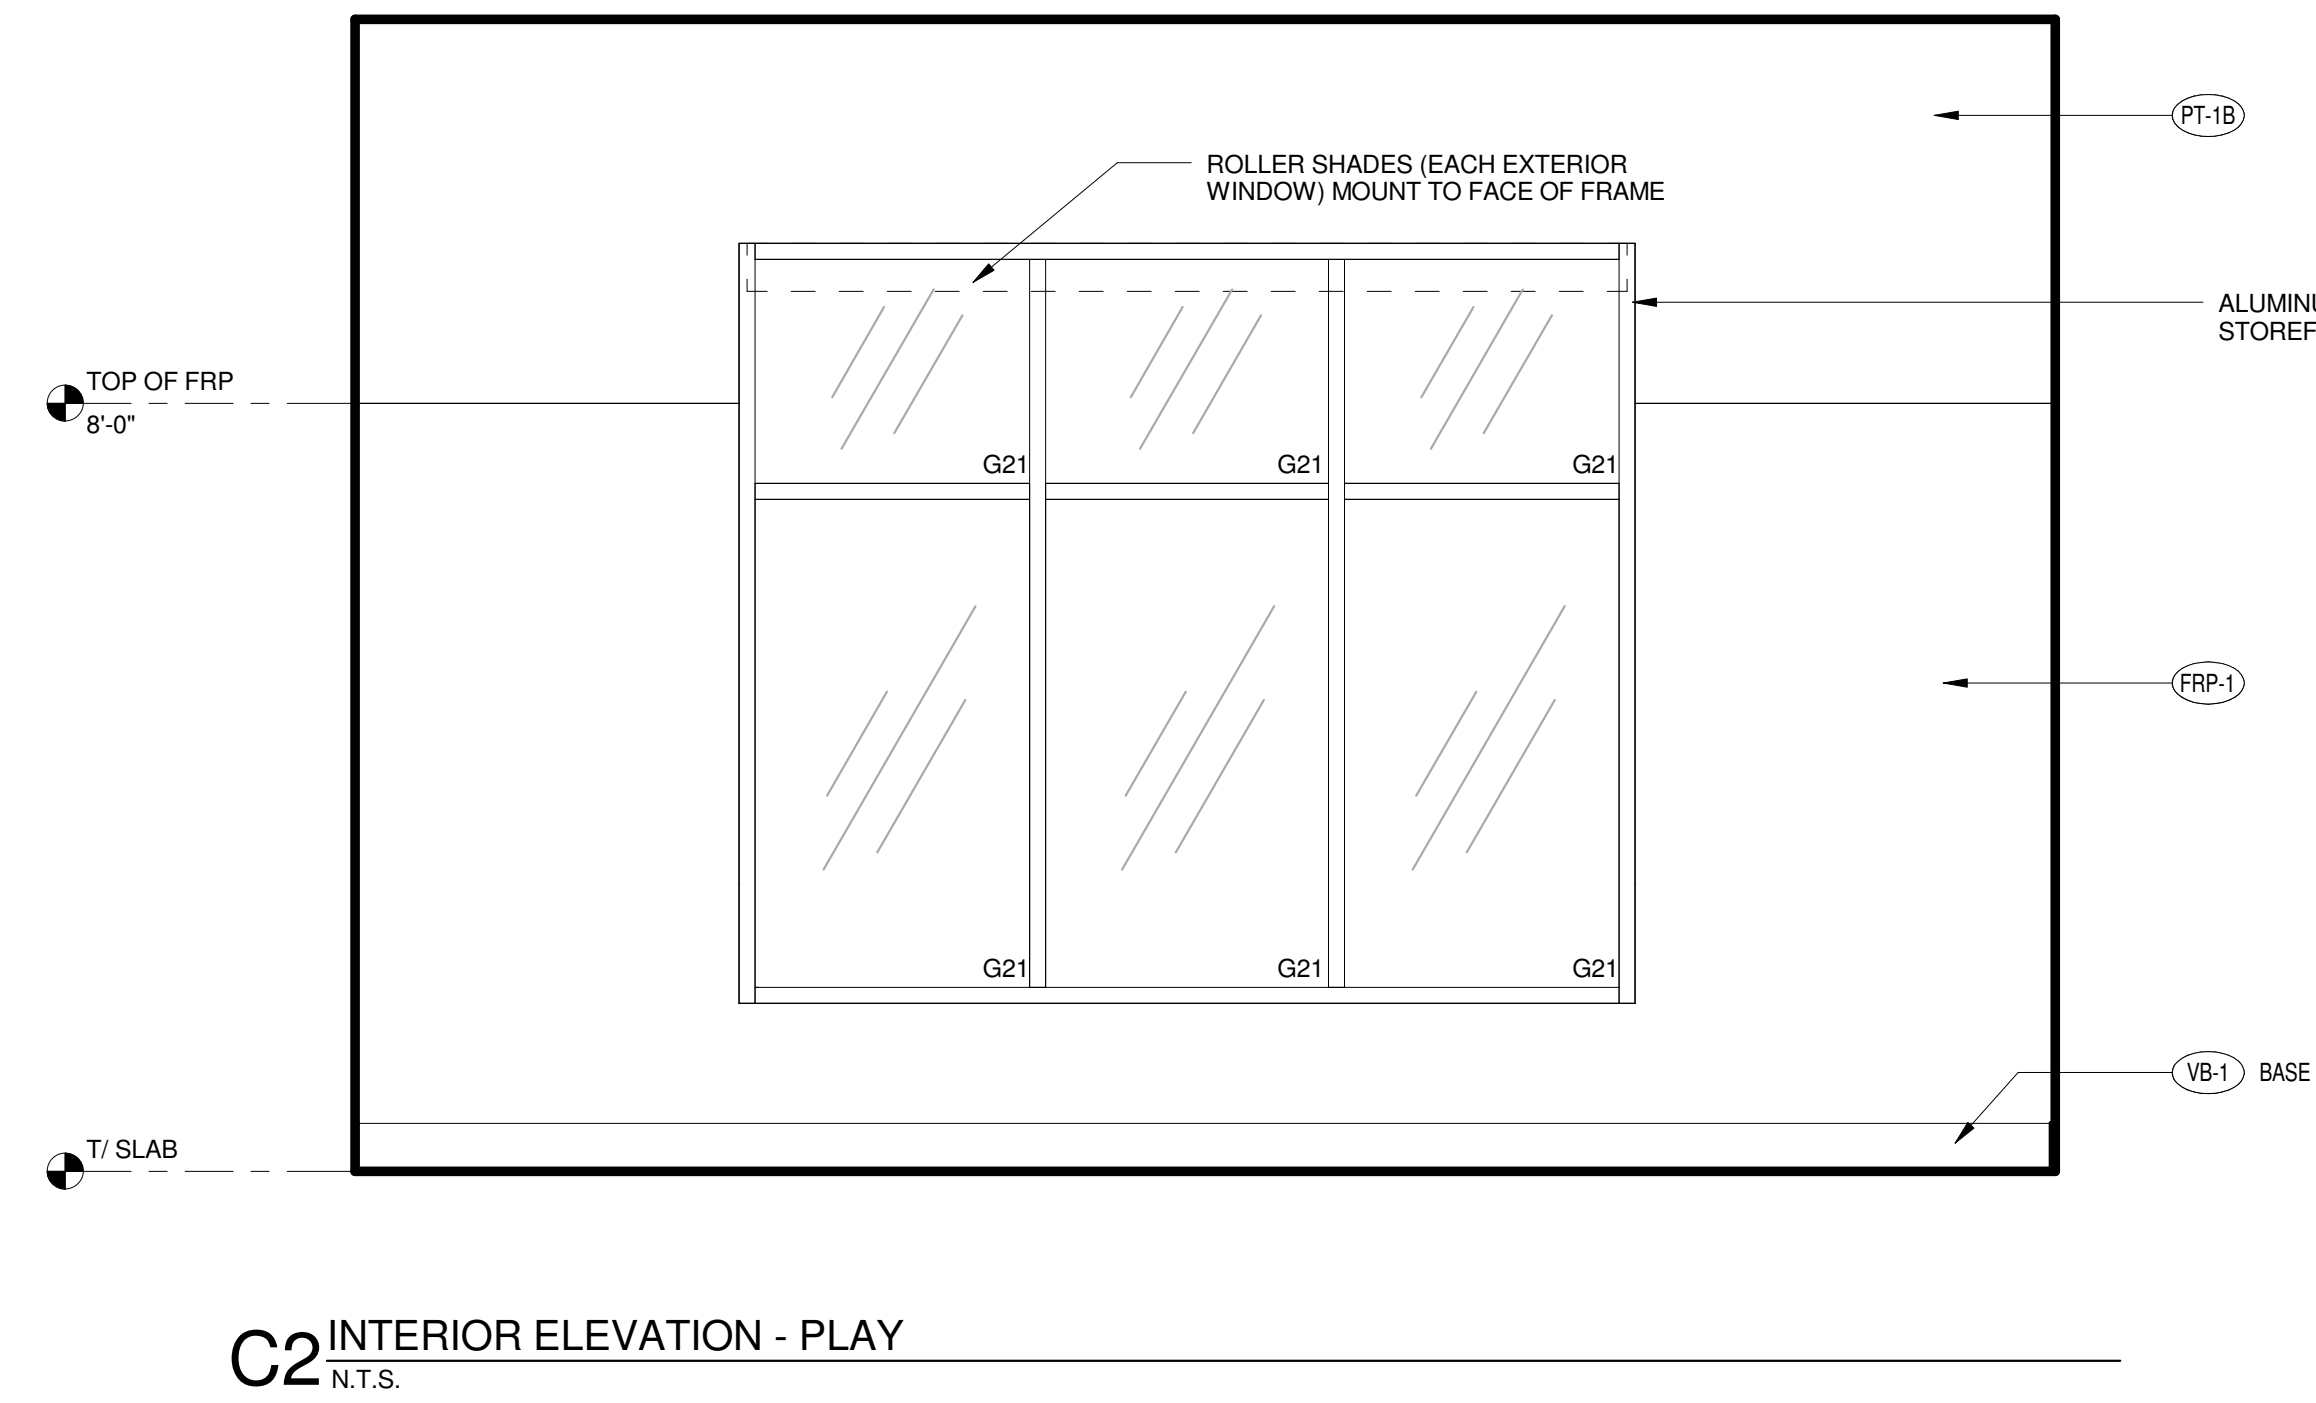 PT-1B
ROLLER SHADES (EACH EXTERIOR
WINDOW) MOUNT TO FACE OF FRAME
TOP OF FRP
8'-0"
G21
G21
G21
FRP-1
G21
G21
G21
VB-1 BASE
T/ SLAB
C2 INTERIOR ELEVATION - PLAY
N.T.S.